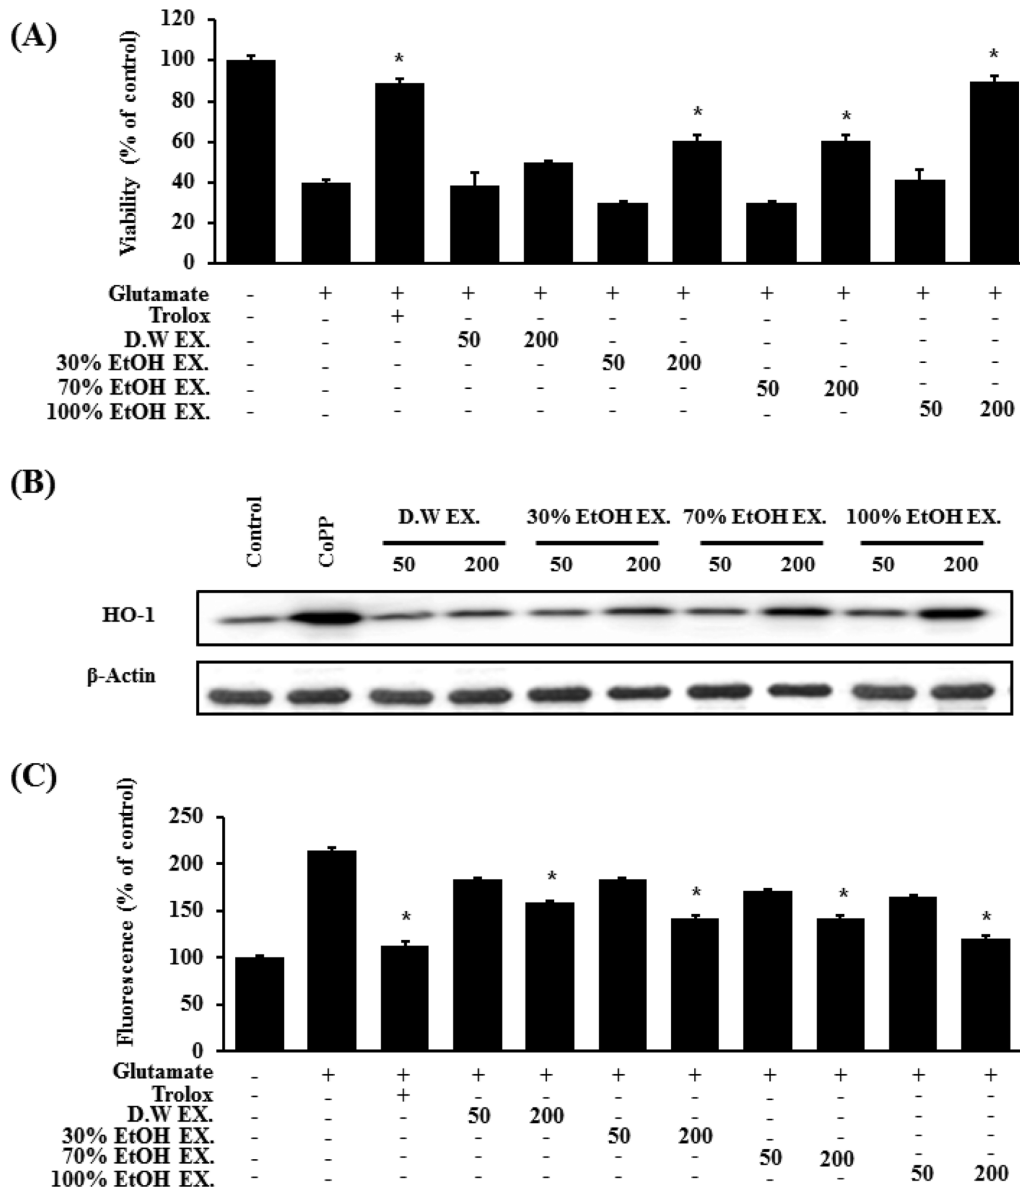 (A)
Viability (% of control)
120
100
80
60
40
20
0
* * * *
Glutamate - + + + + + + + + + +
Trolox - - + - - - - - - - -
D.W EX. - - - 50 200 - - - - - -
30% EtOH EX. - - - - - 50 200 - - - -
70% EtOH EX. - - - - - - - 50 200 - -
100% EtOH EX. - - - - - - - - - 50 200
(B)
Control CoPP D.W EX. 30% EtOH EX. 70% EtOH EX. 100% EtOH EX.
50 200 50 200 50 200 50 200
HO-1
β-Actin
(C)
Fluorescence (% of control)
250
200
150
100
50
0
* * * * *
Glutamate - + + + + + + + + + +
Trolox - - + - - - - - - - -
D.W EX. - - - 50 200 - - - - - -
30% EtOH EX. - - - - - 50 200 - - - -
70% EtOH EX. - - - - - - - 50 200 - -
100% EtOH EX. - - - - - - - - - 50 200